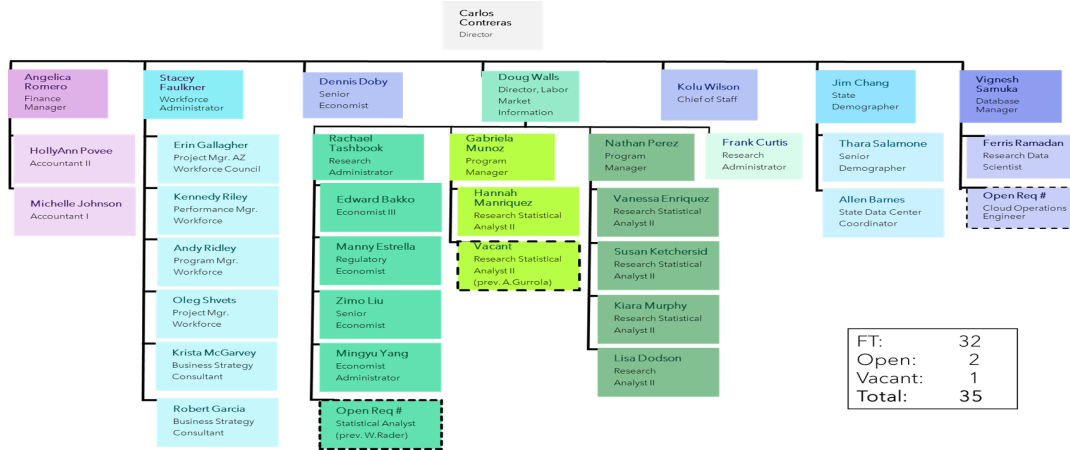 Carlos
Contreras
Director
Angelica
Romero
Finance
Manager
Stacey
Faulkner
Workforce
Administrator
Dennis Doby
Senior
Economist
Doug Walls
Director, Labor
Market
Information
Kolu Wilson
Chief of Staff
Jim Chang
State
Demographer
Vignesh
Samuka
Database
Manager
HollyAnn Povee
Accountant II
Michelle Johnson
Accountant I
Erin Gallagher
Project Mgr. AZ
Workforce Council
Kennedy Riley
Performance Mgr.
Workforce
Andy Ridley
Program Mgr.
Workforce
Oleg Shvets
Project Mgr.
Workforce
Krista McGarvey
Business Strategy
Consultant
Robert Garcia
Business Strategy
Consultant
Rachael
Tashbook
Research
Administrator
Edward Bakko
Economist III
Manny Estrella
Regulatory
Economist
Zimo Liu
Senior
Economist
Mingyu Yang
Economist
Administrator
Open Req #
Statistical Analyst
(prev. W.Rader)
Gabriela
Munoz
Program
Manager
Hannah
Manriquez
Research Statistical
Analyst II
Vacant
Research Statistical
Analyst II
(prev. A.Gurrola)
Nathan Perez
Program
Manager
Vanessa Enriquez
Research Statistical
Analyst II
Susan Ketchersid
Research Statistical
Analyst II
Kiara Murphy
Research Statistical
Analyst II
Lisa Dodson
Research
Analyst II
Frank Curtis
Research
Administrator
Thara Salamone
Senior
Demographer
Allen Barnes
State Data Center
Coordinator
Ferris Ramadan
Research Data
Scientist
Open Req #
Cloud Operations
Engineer
FT: 32
Open: 2
Vacant: 1
Total: 35